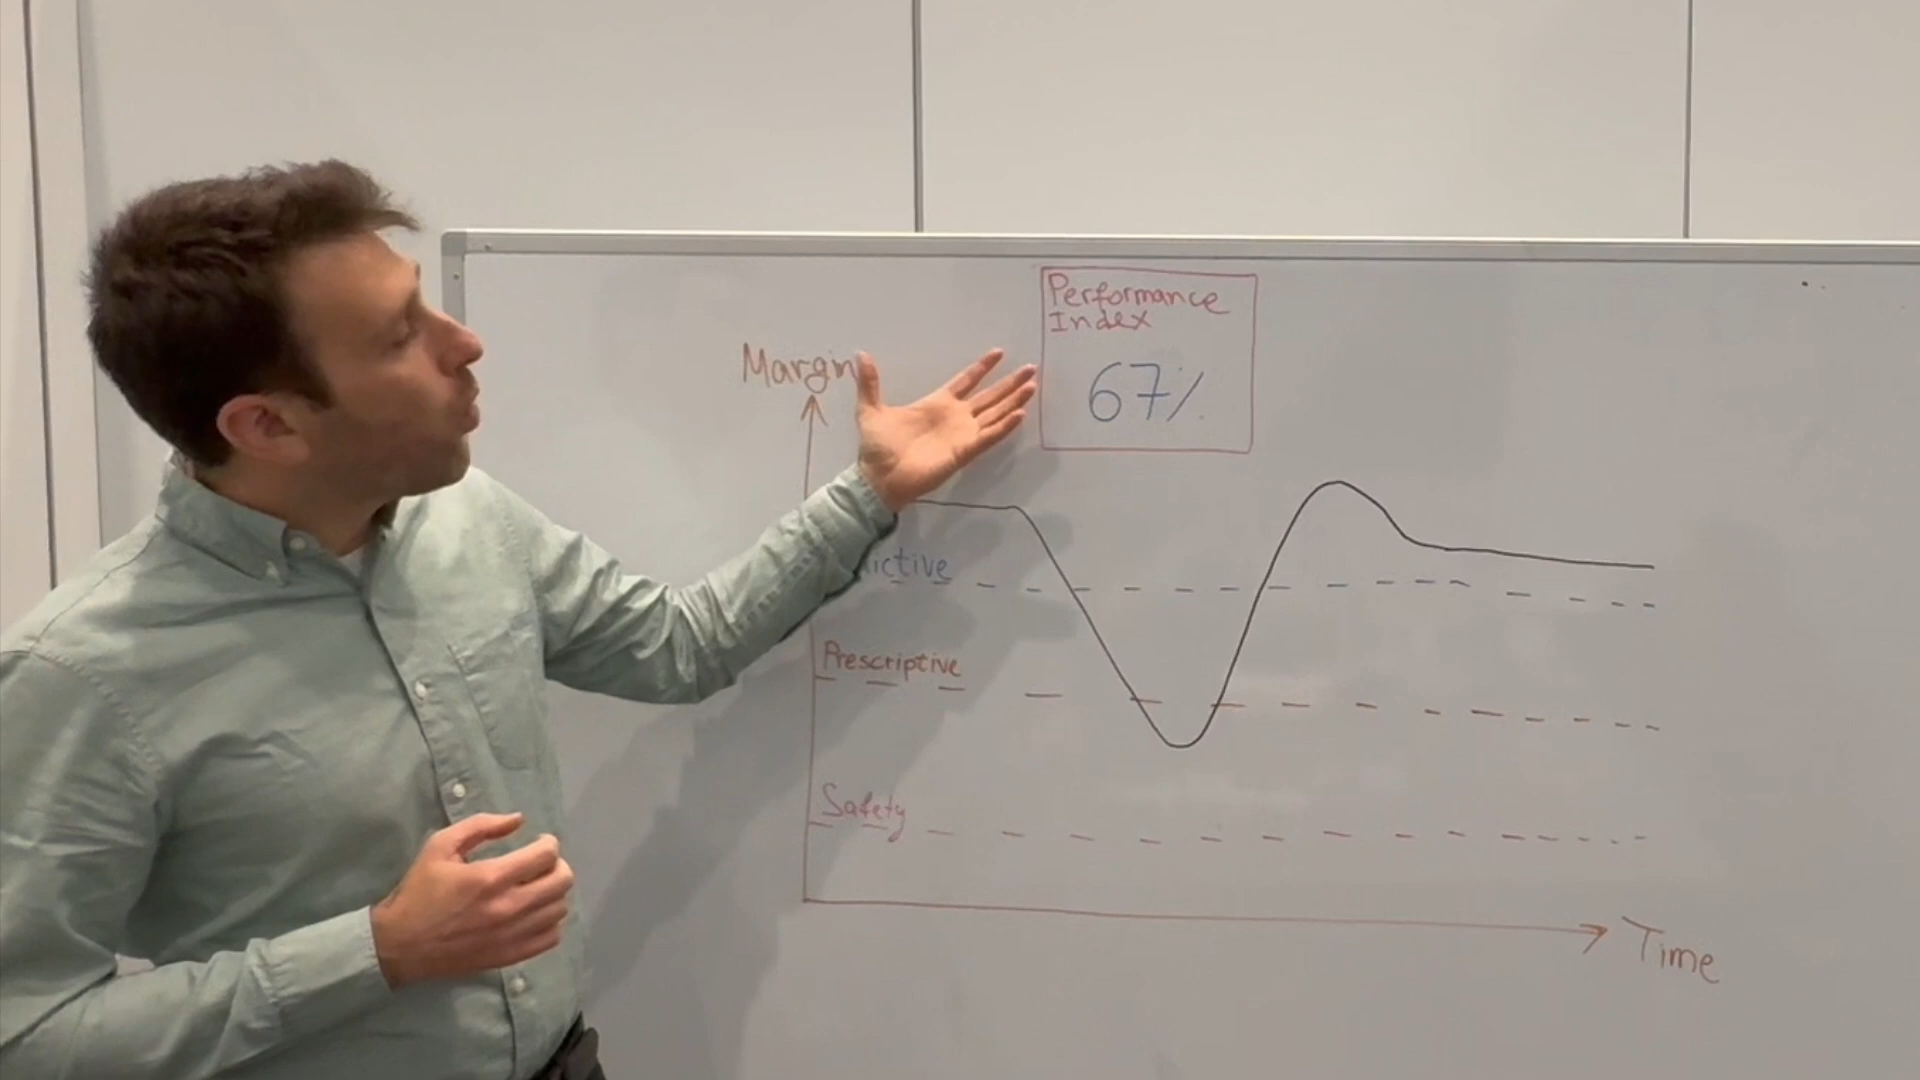 Performance
Index
67%
Margin
Prescriptive
Safety
Time